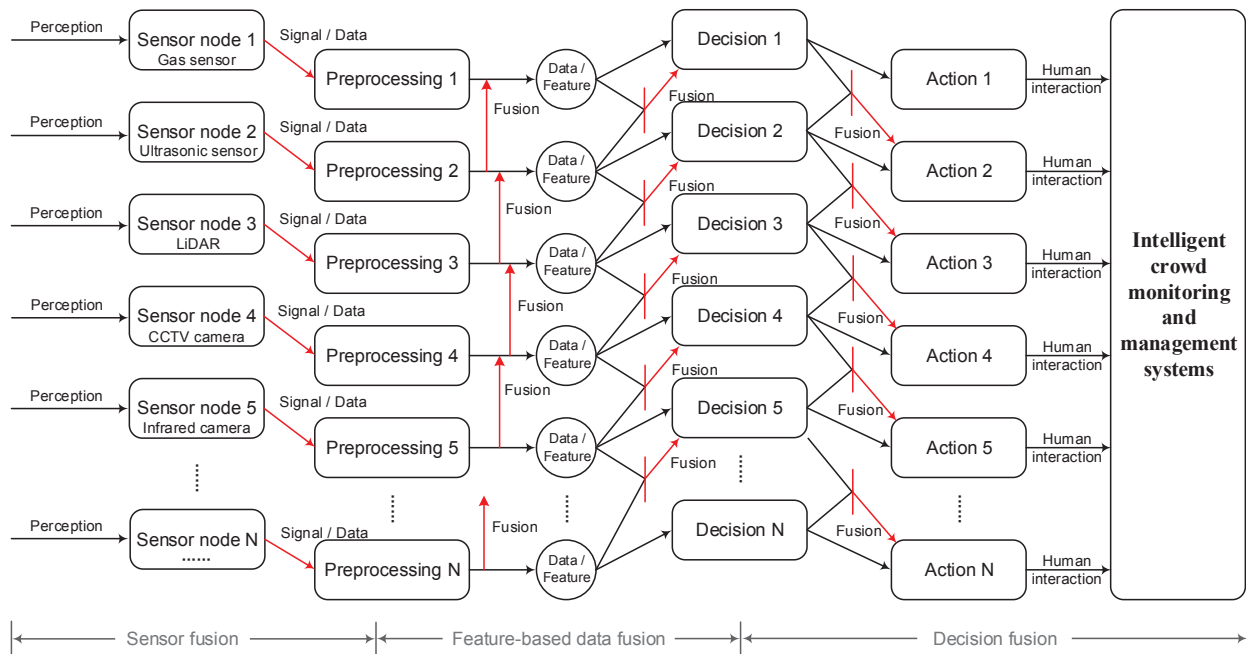 Perception
Sensor node 1
Gas sensor
Signal / Data
Preprocessing 1
Fusion
Data /
Feature
Decision 1
Fusion
Fusion
Action 1
Human
interaction
Perception
Sensor node 2
Ultrasonic sensor
Signal / Data
Preprocessing 2
Fusion
Data /
Feature
Decision 2
Fusion
Fusion
Action 2
Human
interaction
Perception
Sensor node 3
LiDAR
Signal / Data
Preprocessing 3
Fusion
Data /
Feature
Decision 3
Fusion
Fusion
Action 3
Human
interaction
Perception
Sensor node 4
CCTV camera
Signal / Data
Preprocessing 4
Fusion
Data /
Feature
Decision 4
Fusion
Fusion
Action 4
Human
interaction
Perception
Sensor node 5
Infrared camera
Signal / Data
Preprocessing 5
Data /
Feature
Decision 5
Fusion
Action 5
Human
interaction
Perception
Sensor node N
......
Signal / Data
Preprocessing N
Fusion
Data /
Feature
Decision N
Fusion
Action N
Human
interaction
Intelligent
crowd
monitoring
and
management
systems
Sensor fusion
Feature-based data fusion
Decision fusion